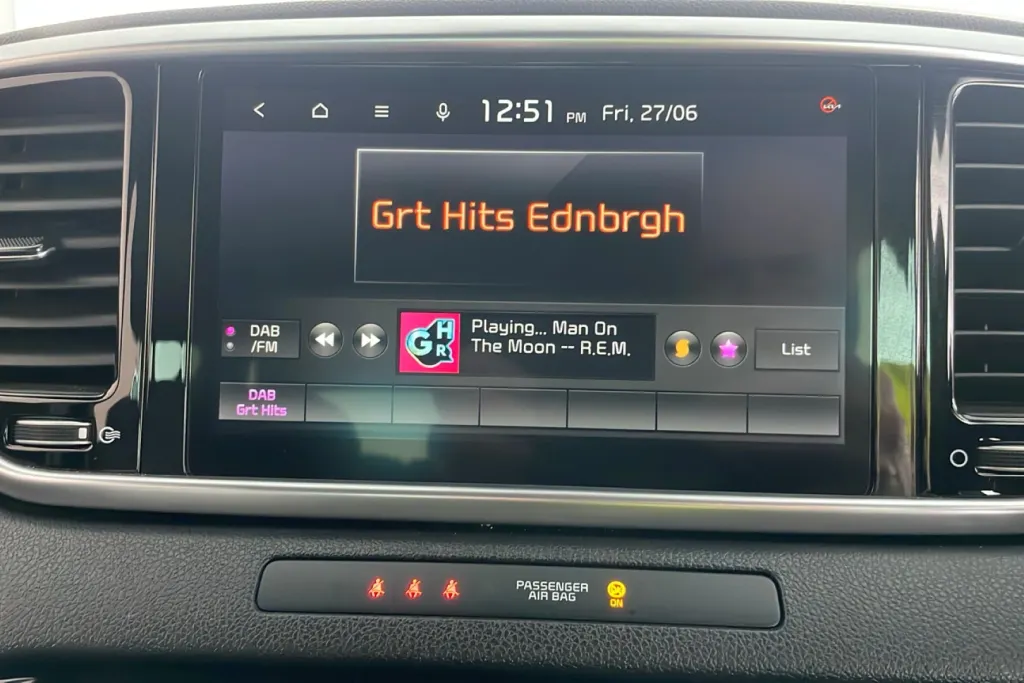 12:51 PM Fri, 27/06
Grt Hits Ednbrgh
DAB
/FM
GHR
Playing... Man On
The Moon -- R.E.M.
List
DAB
Grt Hits
PASSENGER
AIR BAG
ON